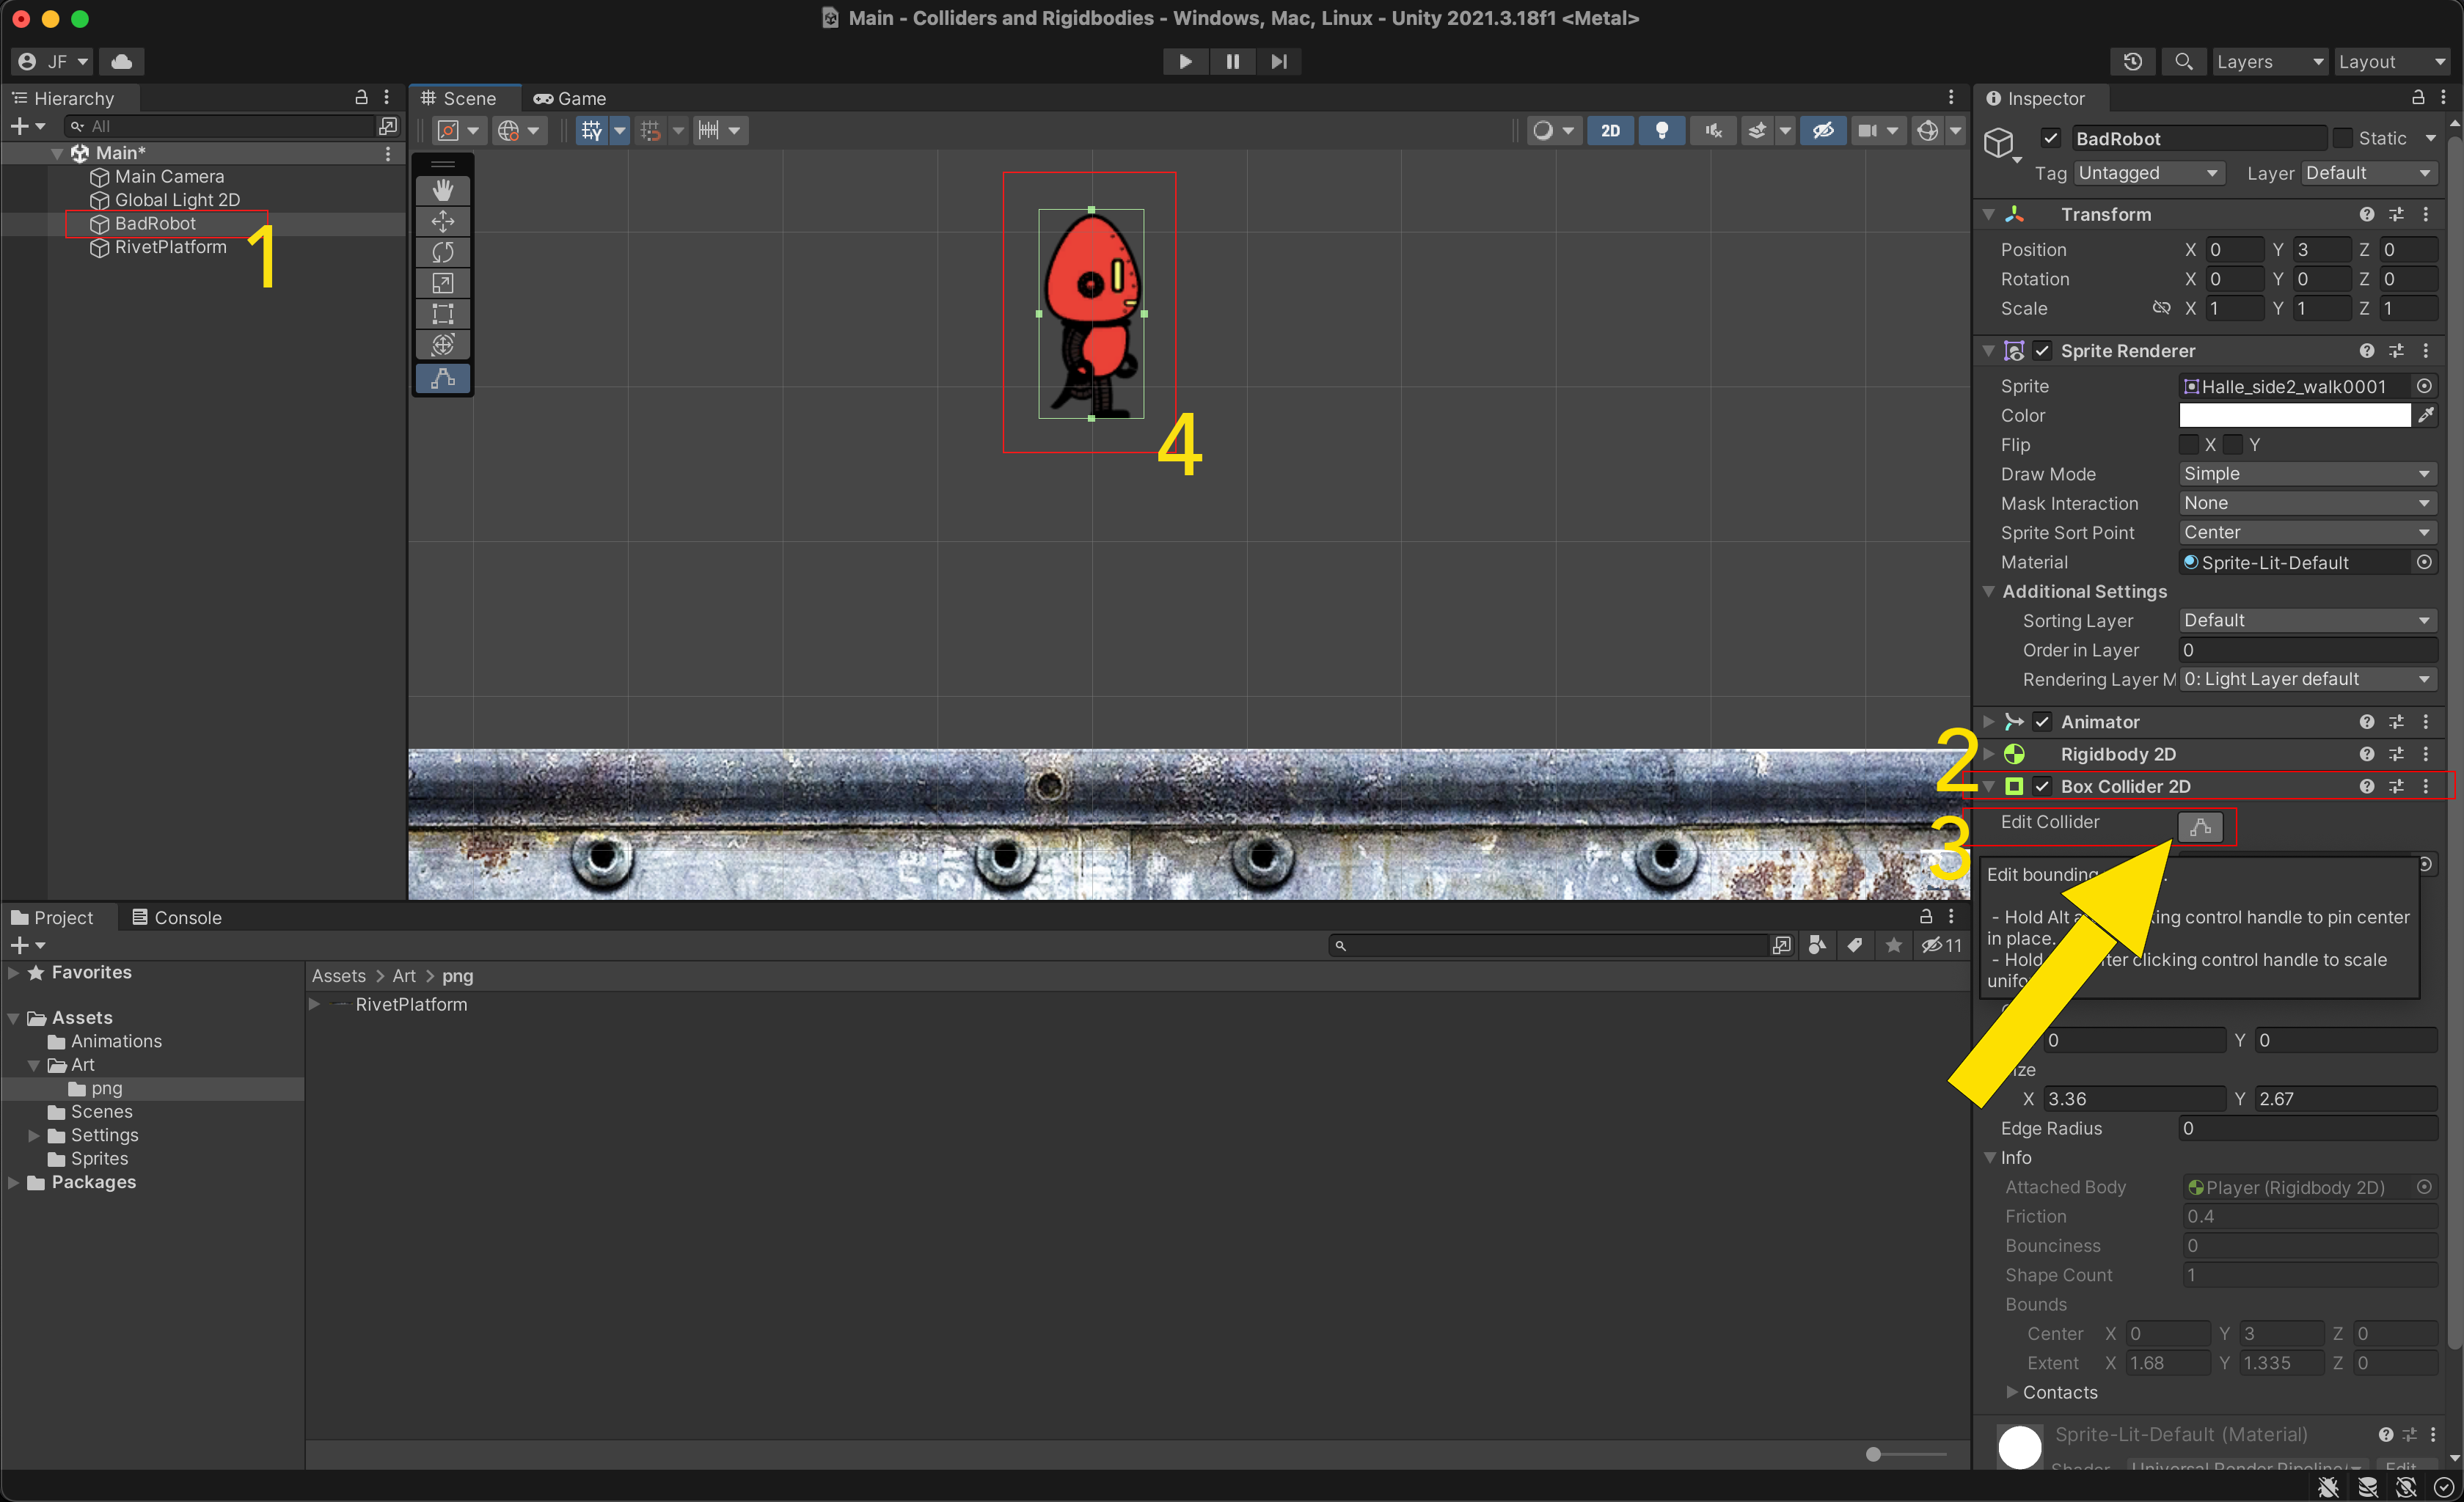 Main - Colliders and Rigidbodies - Windows, Mac, Linux - Unity 2021.3.18f1 <Metal>
JF
Layers
Layout
Hierarchy
All
Main*
Main Camera
Global Light 2D
BadRobot
RivetPlatform
1
Scene
Game
2D
4
Inspector
BadRobot
Static
Tag
Untagged
Layer
Default
Transform
Position X 0 Y 3 Z 0
Rotation X 0 Y 0 Z 0
Scale X 1 Y 1 Z 1
Sprite Renderer
Sprite Halle_side2_walk0001
Color
Flip X Y
Draw Mode Simple
Mask Interaction None
Sprite Sort Point Center
Material Sprite-Lit-Default
Additional Settings
Sorting Layer Default
Order in Layer 0
Rendering Layer M 0: Light Layer default
Animator
2
Rigidbody 2D
Box Collider 2D
3
Edit Collider
Edit bounding
- Hold Alt king control handle to pin center
in place.
- Hold ter clicking control handle to scale
unifo
0 Y 0
ize
X 3.36 Y 2.67
Edge Radius 0
Info
Attached Body Player (Rigidbody 2D)
Friction 0.4
Bounciness 0
Shape Count 1
Bounds
Center X 0 Y 3 Z 0
Extent X 1.68 Y 1.335 Z 0
Contacts
Sprite-Lit-Default (Material)
Shader Universal Render Pipeline/ Edit
Project
Console
11
Favorites
Assets
Animations
Art
png
Scenes
Settings
Sprites
Packages
Assets > Art > png
RivetPlatform